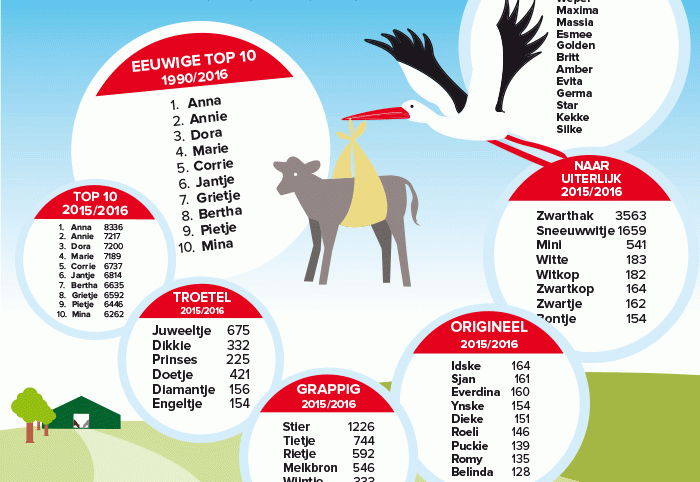 Maxima
Massia
Esmee
Golden
Britt
Amber
Evita
Germa
Star
Kekke
Silke
EEUWIGE TOP 10
1990/2016
1. Anna
2. Annie
3. Dora
4. Marie
5. Corrie
6. Jantje
7. Grietje
8. Bertha
9. Pietje
10. Mina
NAAR
UITERLIJK
2015/2016
Zwarthak 3563
Sneeuwwitje 1659
Mini 541
Witte 183
Witkop 182
Zwartkop 164
Zwartje 162
Bontje 154
TOP 10
2015/2016
1. Anna 8336
2. Annie 7217
3. Dora 7200
4. Marie 7189
5. Corrie 6737
6. Jantje 6814
7. Bertha 6635
8. Grietje 6592
9. Pietje 6446
10. Mina 6262
TROETEL
2015/2016
Juweeltje 675
Dikkie 332
Prinses 225
Doetje 421
Diamantje 156
Engeltje 154
ORIGINEEL
2015/2016
Idske 164
Sjan 161
Everdina 160
Ynske 154
Dieke 151
Roeli 146
Puckie 139
Romy 135
Belinda 128
GRAPPIG
2015/2016
Stier 1226
Tietje 744
Rietje 592
Melkbron 546
Wijntje 333